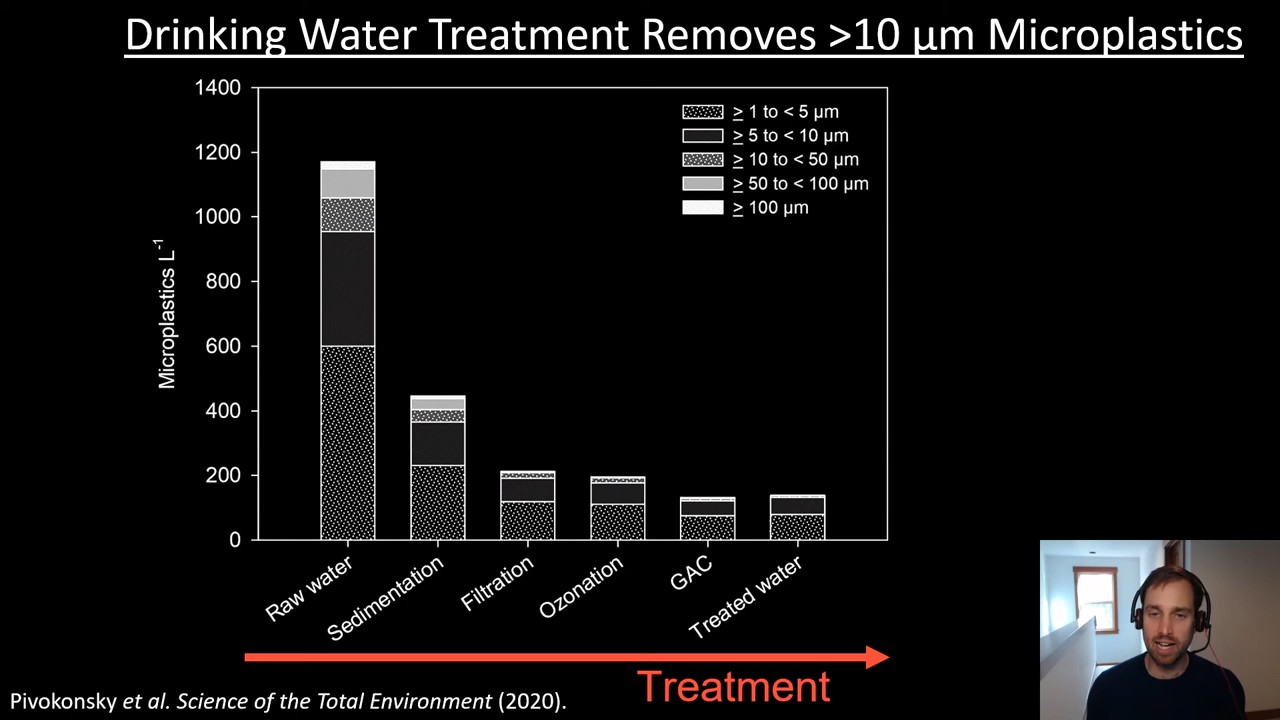 Drinking Water Treatment Removes >10 µm Microplastics
1400
1200
1000
800
600
400
200
0
Microplastics L⁻¹
≥ 1 to < 5 µm
≥ 5 to < 10 µm
≥ 10 to < 50 µm
≥ 50 to < 100 µm
≥ 100 µm
Raw water
Sedimentation
Filtration
Ozonation
GAC
Treated water
Treatment
Pivokonsky et al. Science of the Total Environment (2020).